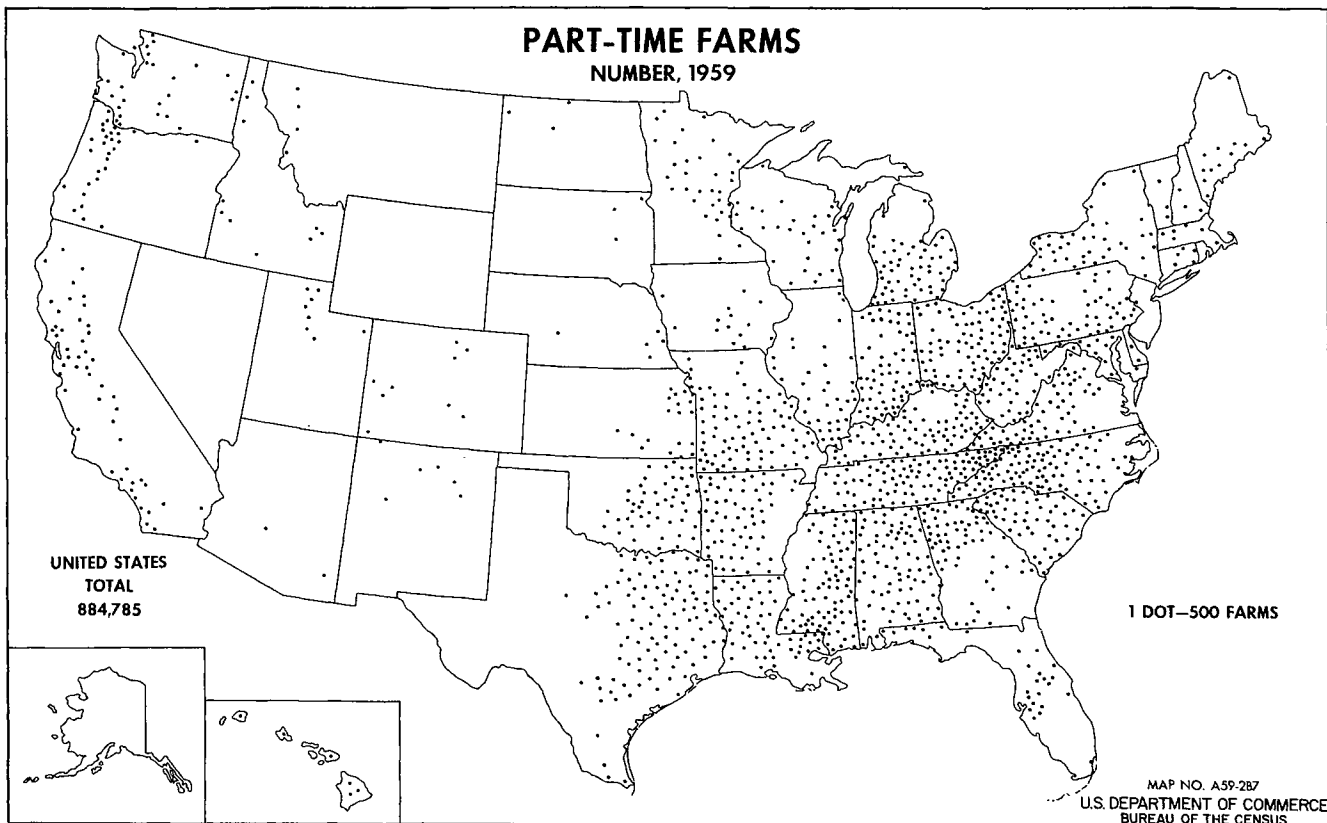 PART-TIME FARMS
NUMBER, 1959
UNITED STATES
TOTAL
884,785
1 DOT—500 FARMS
MAP NO. A59-287
U.S. DEPARTMENT OF COMMERCE
BUREAU OF THE CENSUS